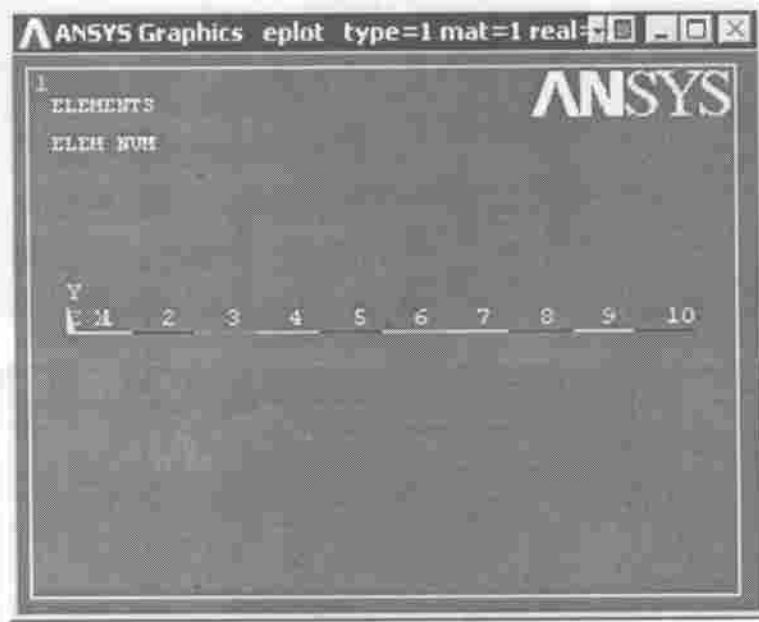 ANSYS Graphics eplot type=1 mat=1 real=
1
ELEMENTS
ELEM NUM
ANSYS
Y
1 2 3 4 5 6 7 8 9 10